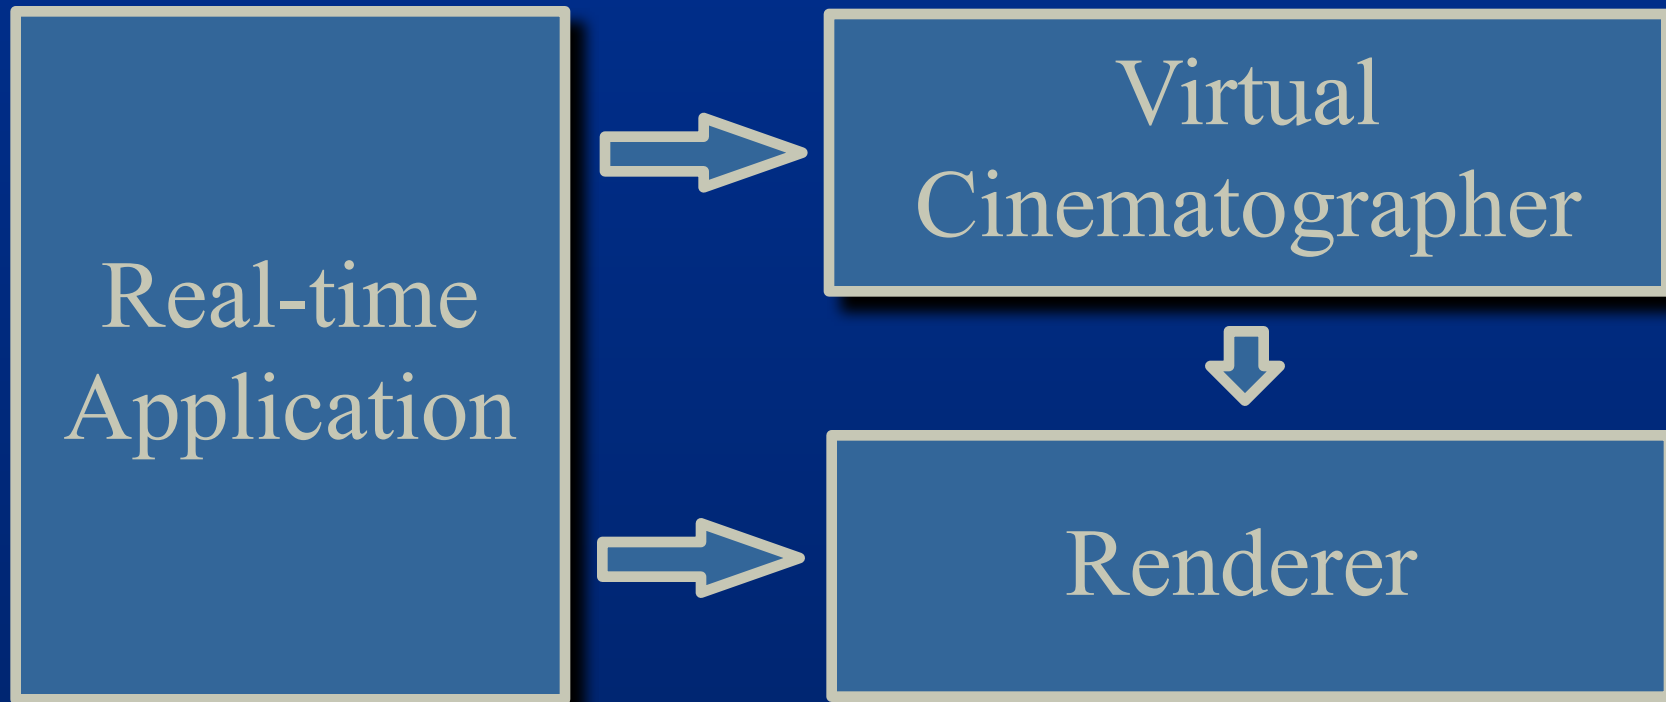 Real-time
Application
Virtual
Cinematographer
Renderer